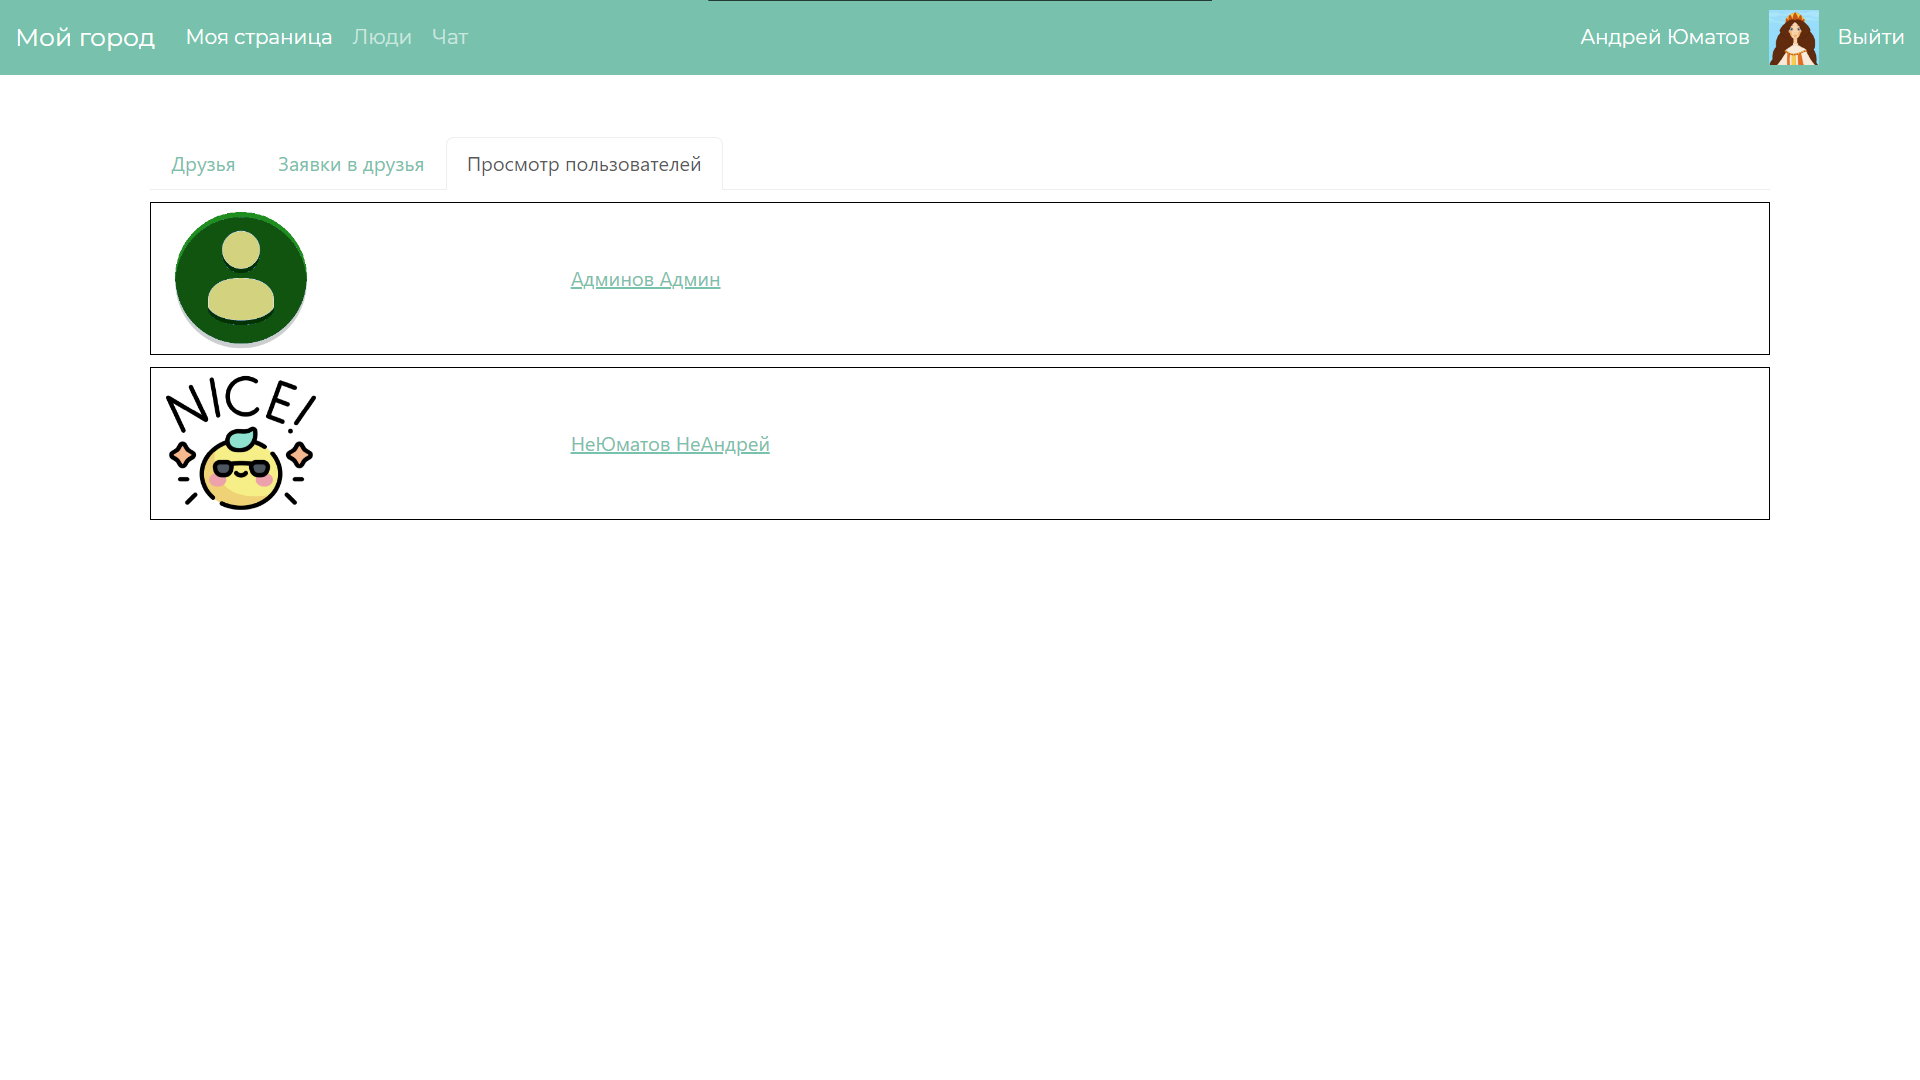 Мой город Моя страница Люди Чат Андрей Юматов Выйти
Друзья Заявки в друзья Просмотр пользователей
Админов Админ
NICE!
НеЮматов НеАндрей